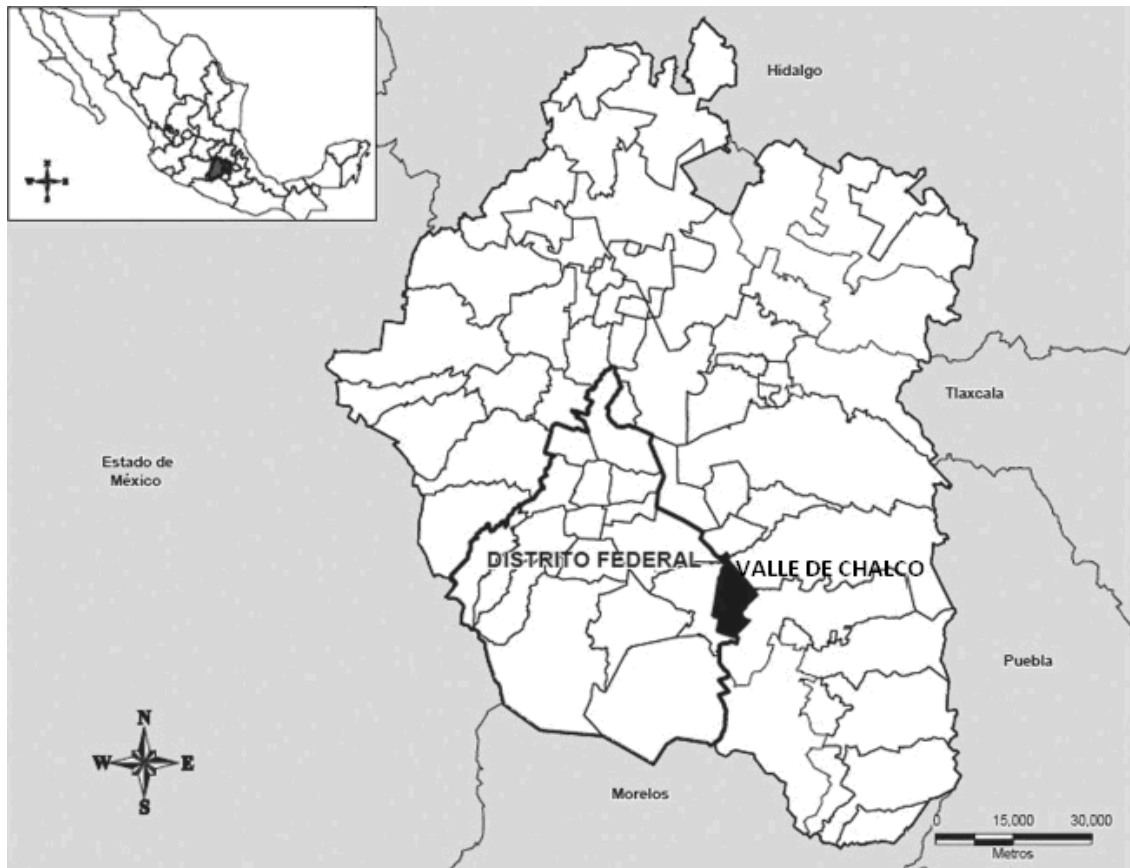 Hidalgo
N
W E
S
Tlaxcala
Estado de
México
DISTRITO FEDERAL
VALLE DE CHALCO
Puebla
N
W E
S
Morelos
0 15,000 30,000
Metros